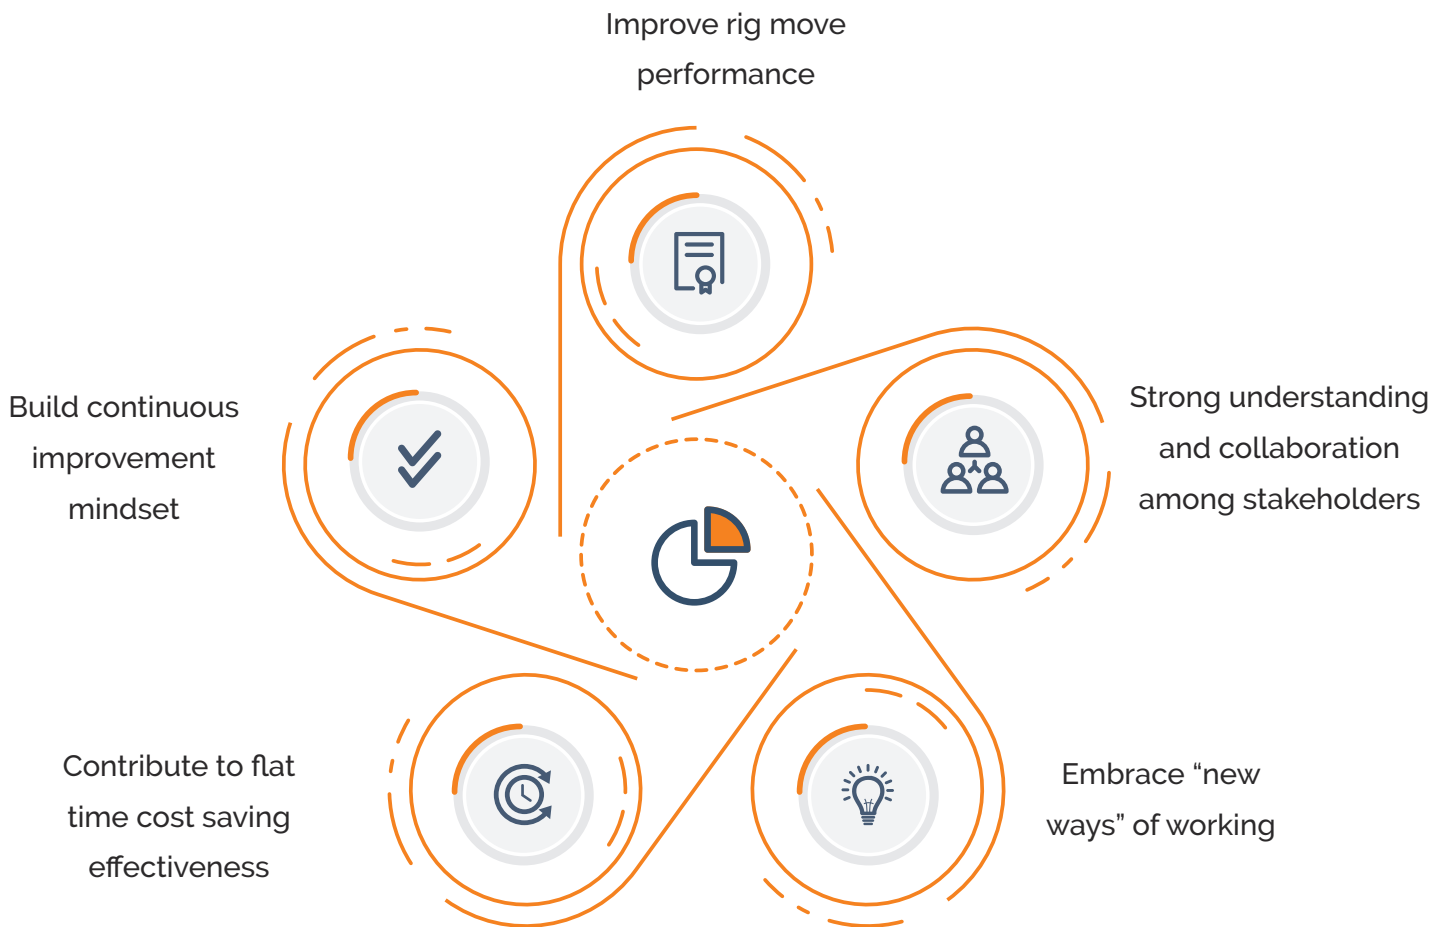 Improve rig move
performance
Strong understanding
and collaboration
among stakeholders
Embrace “new
ways” of working
Contribute to flat
time cost saving
effectiveness
Build continuous
improvement
mindset